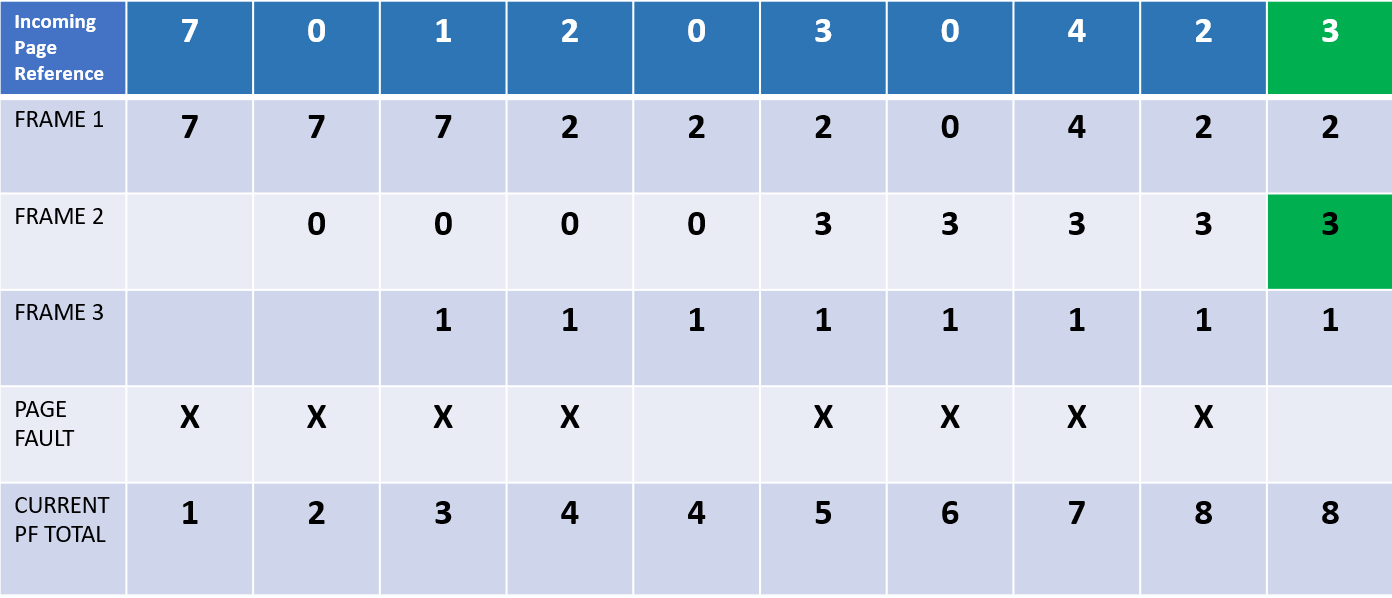 Incoming
Page
Reference
7 0 1 2 0 3 0 4 2 3
FRAME 1 7 7 7 2 2 2 0 4 2 2
FRAME 2 0 0 0 0 3 3 3 3 3
FRAME 3 1 1 1 1 1 1 1 1
PAGE
FAULT
X X X X X X X X
CURRENT
PF TOTAL
1 2 3 4 4 5 6 7 8 8